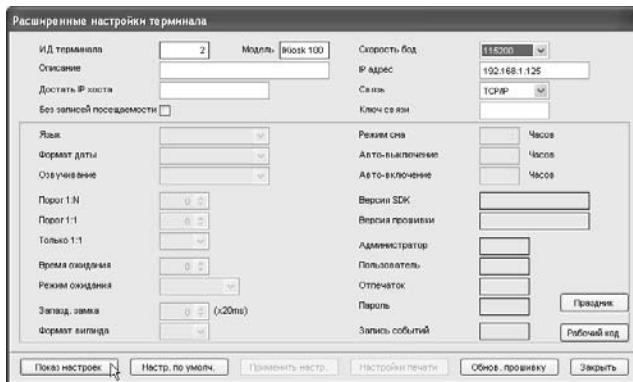 Расширенные настройки терминала
ИД терминала 2 Модель iKiosk 100 Скорость бод 115200
Описание IP адрес 192.168.1.125
Достать IP хоста Связь TCP/IP
Без записей посещаемости Ключ связи
Язык Режим сна Часов
Формат даты Авто-выключение Часов
Озвучивание Авто-включение Часов
Порог 1:N 0 Версия SDK
Порог 1:1 0 Версия прошивки
Только 1:1 Администратор
Время ожидания 0 Пользователь
Режим ожидания Отпечаток
Запазд. замка 0 (x20ms) Пароль Праздник
Формат виганда Запись событий Рабочий код
Показ настроек Настр. по умолч. Применить настр. Настройки печати Обнов. прошивку Закрыть